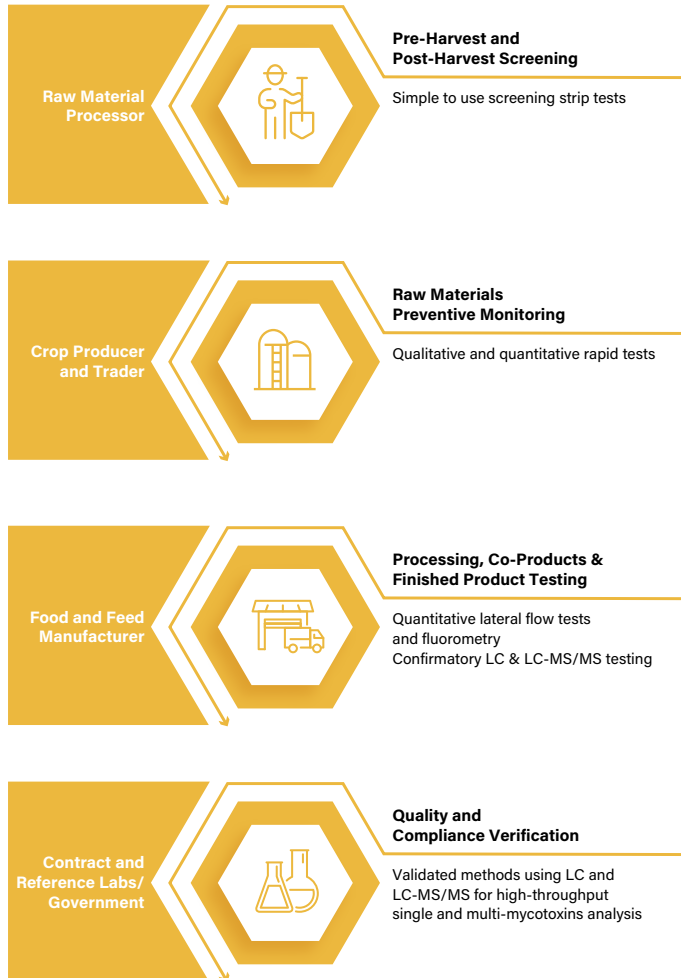 Raw Material
Processor
Pre-Harvest and
Post-Harvest Screening
Simple to use screening strip tests
Crop Producer
and Trader
Raw Materials
Preventive Monitoring
Qualitative and quantitative rapid tests
Food and Feed
Manufacturer
Processing, Co-Products &
Finished Product Testing
Quantitative lateral flow tests
and fluorometry
Confirmatory LC & LC-MS/MS testing
Contract and
Reference Labs/
Government
Quality and
Compliance Verification
Validated methods using LC and
LC-MS/MS for high-throughput
single and multi-mycotoxins analysis